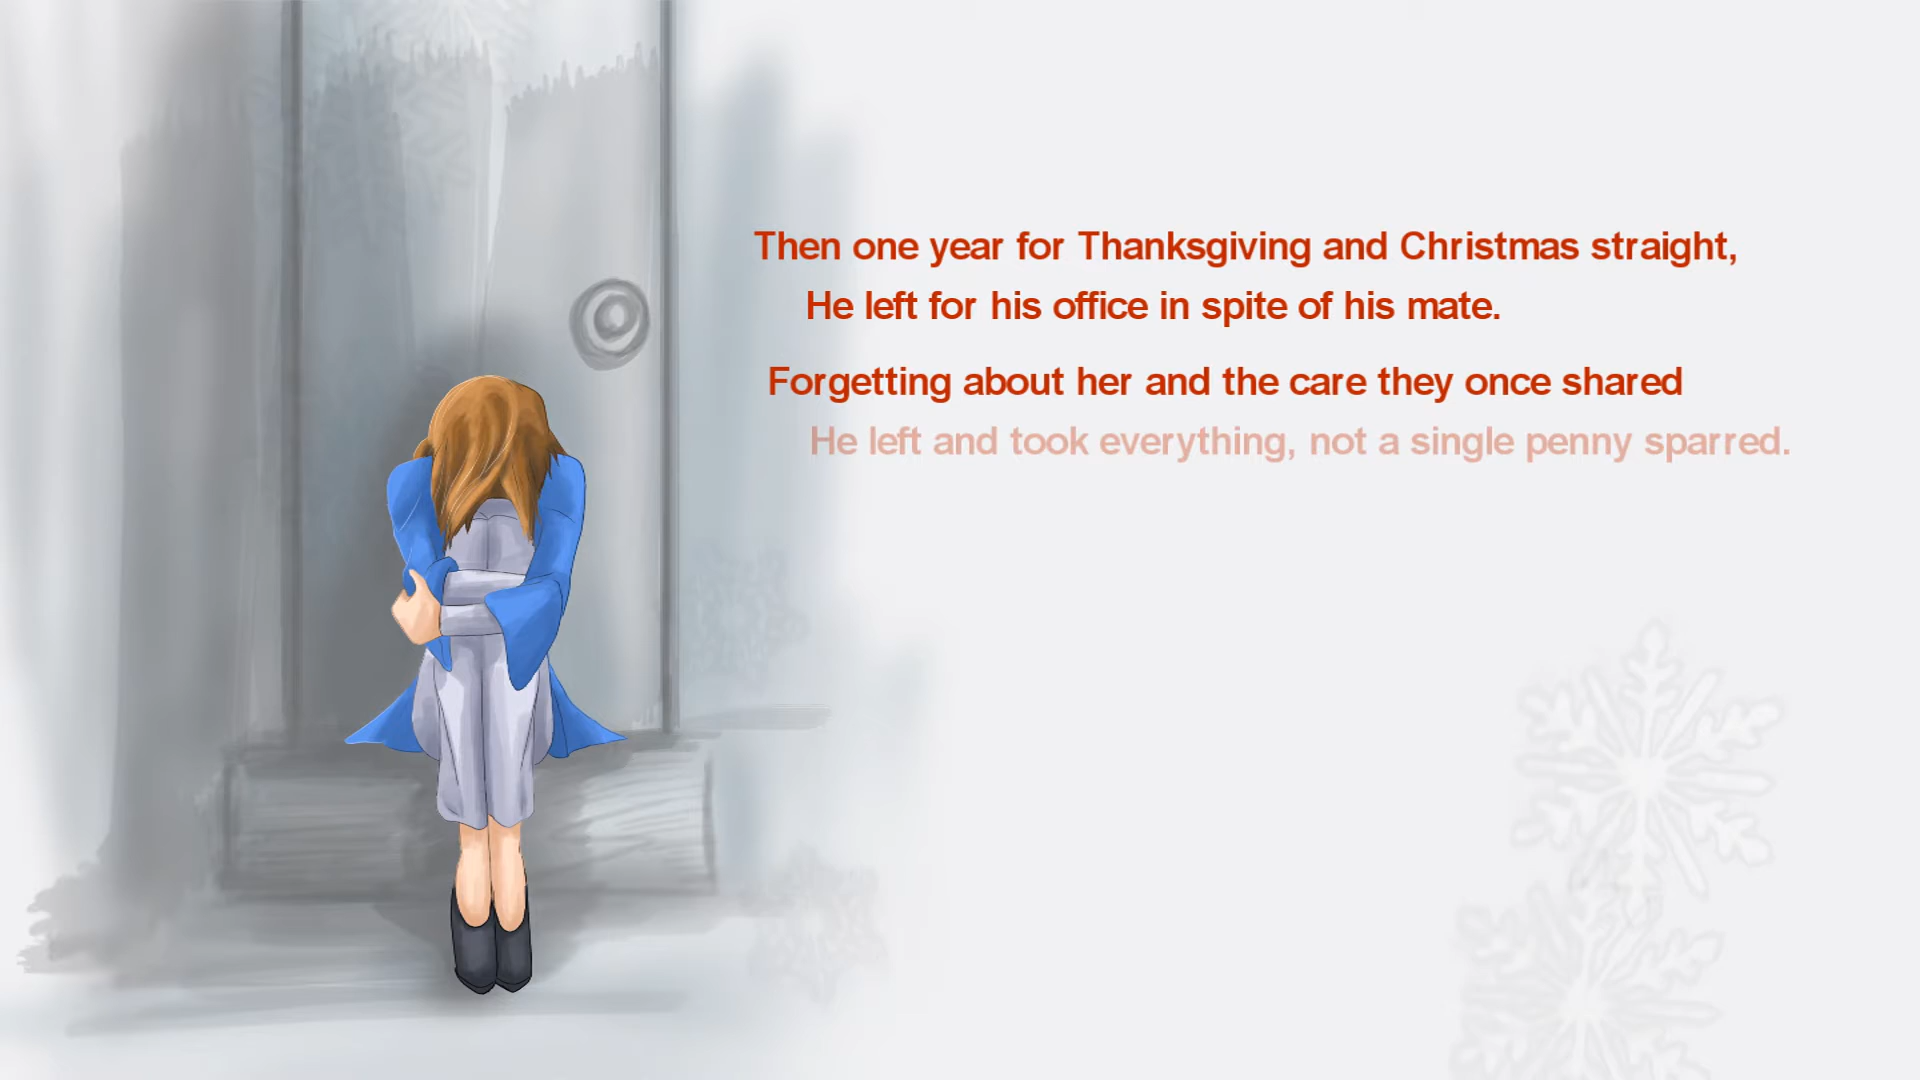 Then one year for Thanksgiving and Christmas straight,
He left for his office in spite of his mate.
Forgetting about her and the care they once shared
He left and took everything, not a single penny sparred.